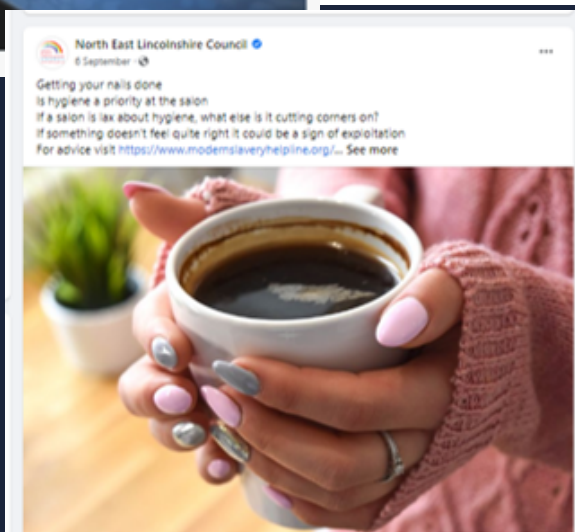 North East Lincolnshire Council
6 September ·
Getting your nails done
Is hygiene a priority at the salon
If a salon is lax about hygiene, what else is it cutting corners on?
If something doesn't feel quite right it could be a sign of exploitation
For advice visit https://www.modernslaveryhelpline.org/... See more